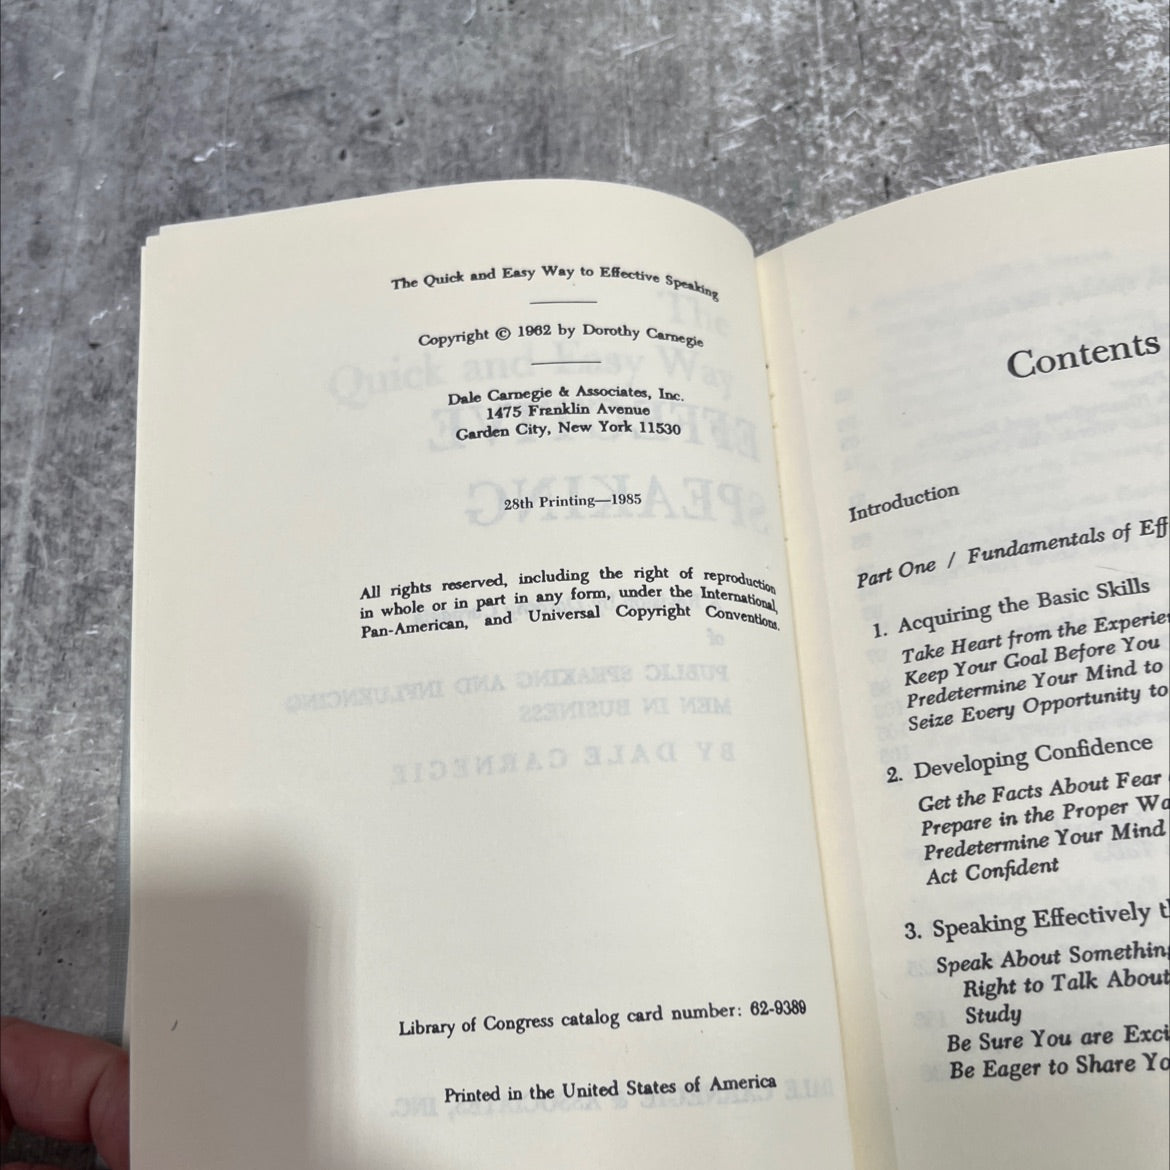 The Quick and Easy Way to Effective Speaking
Copyright © 1962 by Dorothy Carnegie
Dale Carnegie & Associates, Inc.
1475 Franklin Avenue
Garden City, New York 11530
28th Printing—1985
All rights reserved, including the right of reproduction
in whole or in part in any form, under the International,
Pan-American, and Universal Copyright Conventions.
Library of Congress catalog card number: 62-9389
Printed in the United States of America
Contents
Introduction
Part One / Fundamentals of Eff
1. Acquiring the Basic Skills
Take Heart from the Experie
Keep Your Goal Before You
Predetermine Your Mind to
Seize Every Opportunity to
2. Developing Confidence
Get the Facts About Fear
Prepare in the Proper Wa
Predetermine Your Mind
Act Confident
3. Speaking Effectively t
Speak About Something
Right to Talk About
Study
Be Sure You are Exci
Be Eager to Share Yo